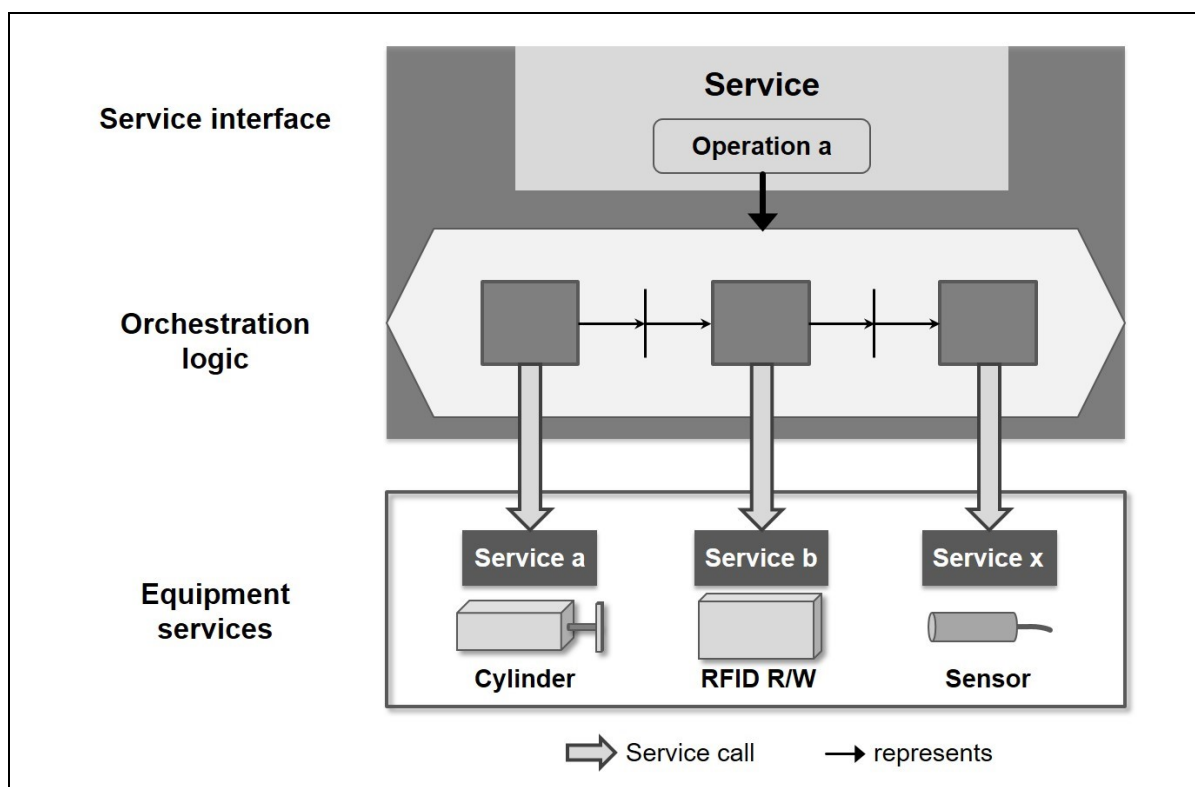 Service interface
Service
Operation a
Orchestration
logic
Equipment
services
Service a
Service b
Service x
Cylinder
RFID R/W
Sensor
Service call
represents